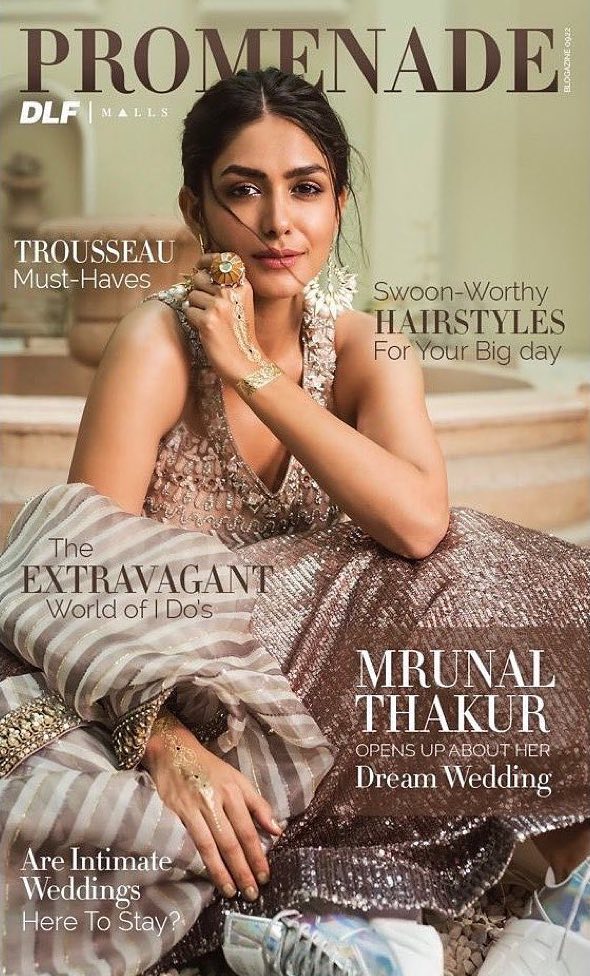 PROMENADE
BLOGAZINE 0922
DLF | MALLS
TROUSSEAU
Must-Haves
Swoon-Worthy
HAIRSTYLES
For Your Big day
The
EXTRAVAGANT
World of I Do's
MRUNAL
THAKUR
OPENS UP ABOUT HER
Dream Wedding
Are Intimate
Weddings
Here To Stay?